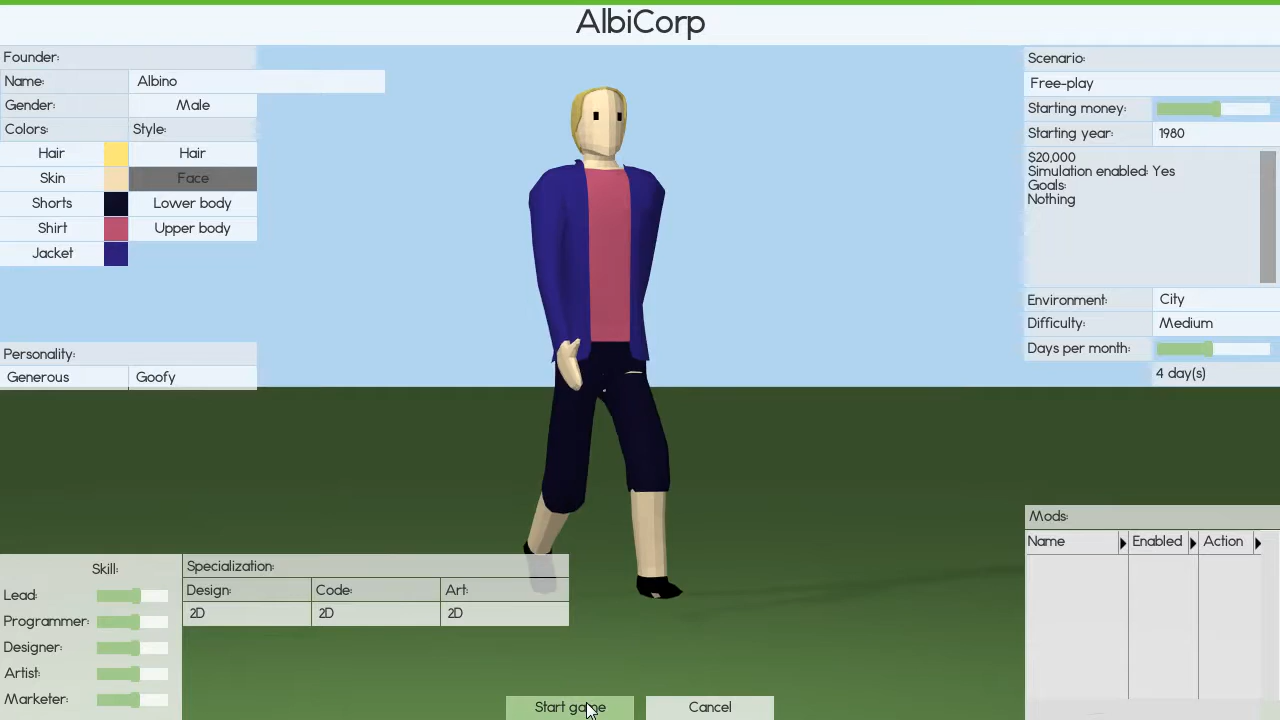 AlbiCorp
Founder:
Name: Albino
Gender: Male
Colors: Style:
Hair Hair
Skin Face
Shorts Lower body
Shirt Upper body
Jacket
Personality:
Generous Goofy
Skill:
Lead:
Programmer:
Designer:
Artist:
Marketer:
Specialization:
Design: Code: Art:
2D 2D 2D
Start game Cancel
Scenario:
Free-play
Starting money:
Starting year: 1980
$20,000
Simulation enabled: Yes
Goals:
Nothing
Environment: City
Difficulty: Medium
Days per month:
4 day(s)
Mods:
Name Enabled Action